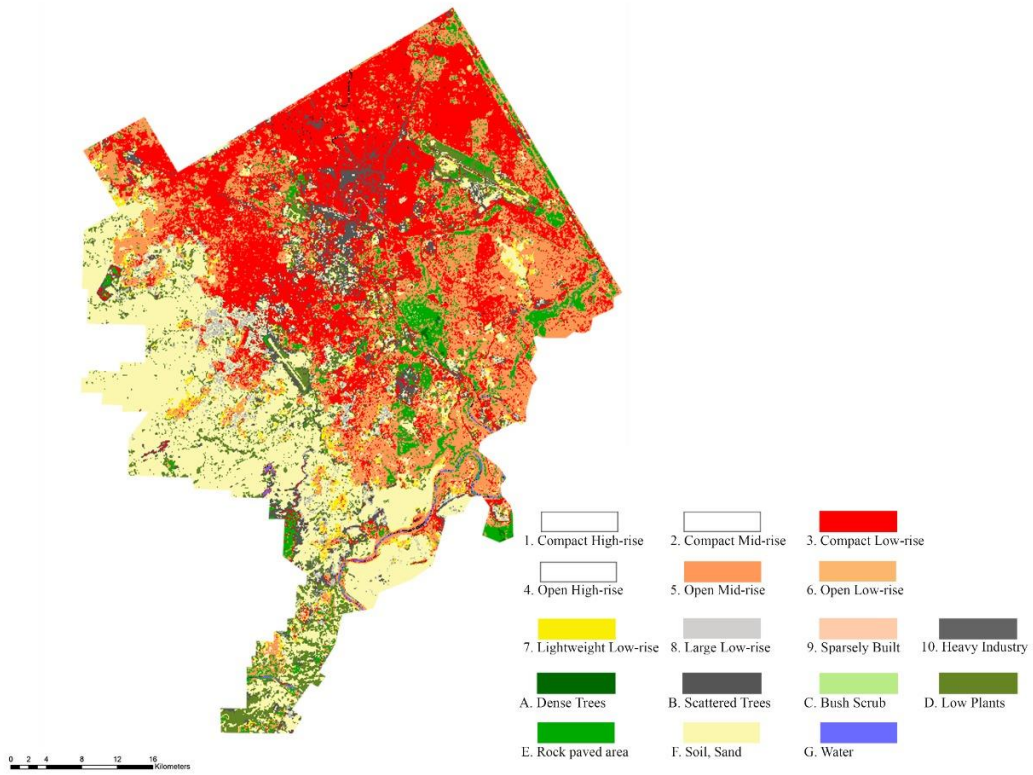 1. Compact High-rise 2. Compact Mid-rise 3. Compact Low-rise
4. Open High-rise 5. Open Mid-rise 6. Open Low-rise
7. Lightweight Low-rise 8. Large Low-rise 9. Sparsely Built 10. Heavy Industry
A. Dense Trees B. Scattered Trees C. Bush Scrub D. Low Plants
E. Rock paved area F. Soil, Sand G. Water
0 2 4 8 12 16
Kilometers